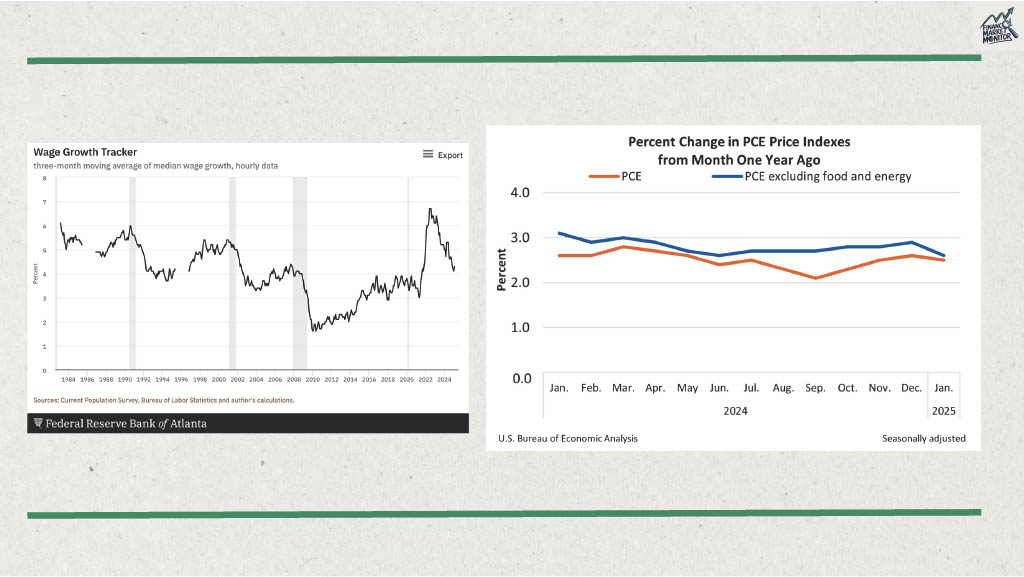 FINANCIAL
MARKET
MONITOR
Wage Growth Tracker
three-month moving average of median wage growth, hourly data
Export
8
7
6
5
4
3
2
1
0
Percent
1984 1986 1988 1990 1992 1994 1996 1998 2000 2002 2004 2006 2008 2010 2012 2014 2016 2018 2020 2022 2024
Sources: Current Population Survey, Bureau of Labor Statistics and author's calculations.
Federal Reserve Bank of Atlanta
Percent Change in PCE Price Indexes
from Month One Year Ago
PCE PCE excluding food and energy
4.0
3.0
2.0
1.0
0.0
Percent
Jan. Feb. Mar. Apr. May Jun. Jul. Aug. Sep. Oct. Nov. Dec. Jan.
2024 2025
U.S. Bureau of Economic Analysis Seasonally adjusted